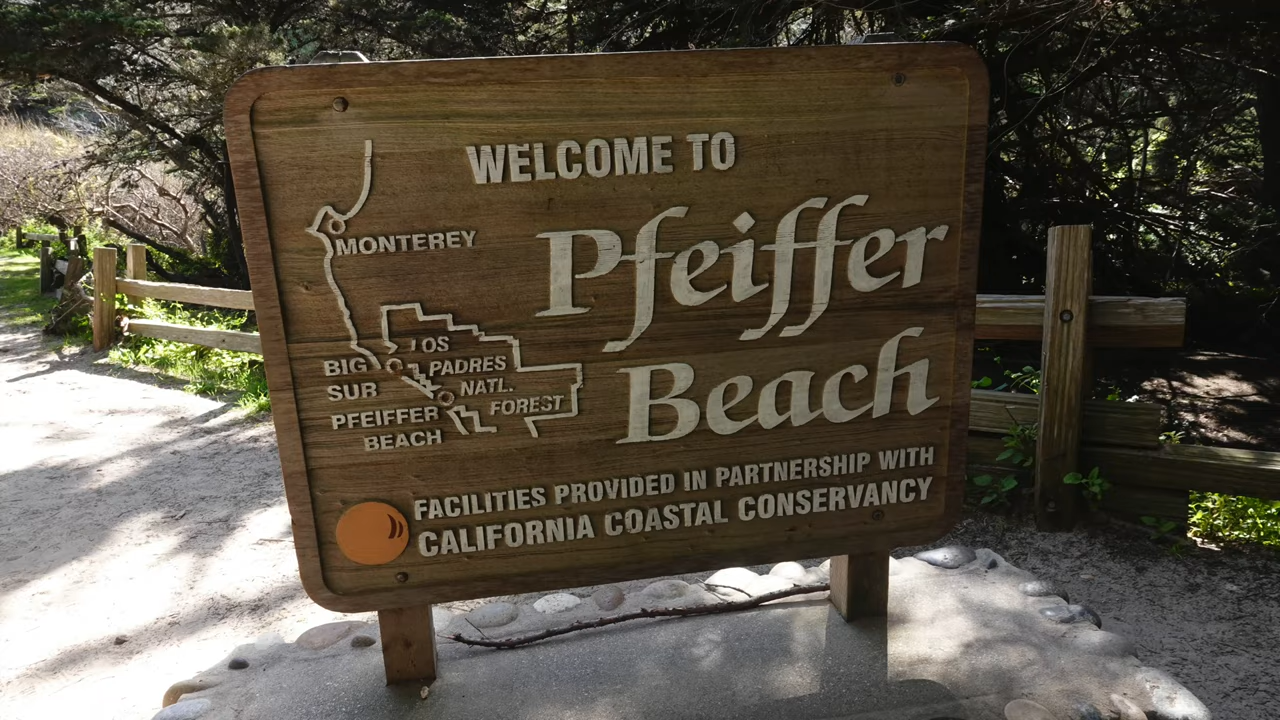 WELCOME TO
Pfeiffer
Beach
MONTEREY
BIG
SUR
LOS
PADRES
NATL.
FOREST
PFEIFFER
BEACH
FACILITIES PROVIDED IN PARTNERSHIP WITH
CALIFORNIA COASTAL CONSERVANCY